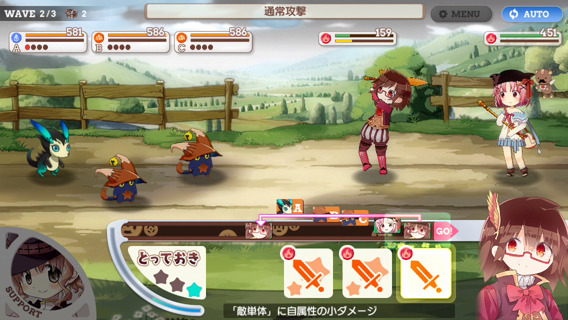 WAVE 2/3 2
通常攻撃
MENU
AUTO
A 581
B 586
C 586
159
451
A
GO!
とっておき
SUPPORT
「敵単体」に自属性の小ダメージ